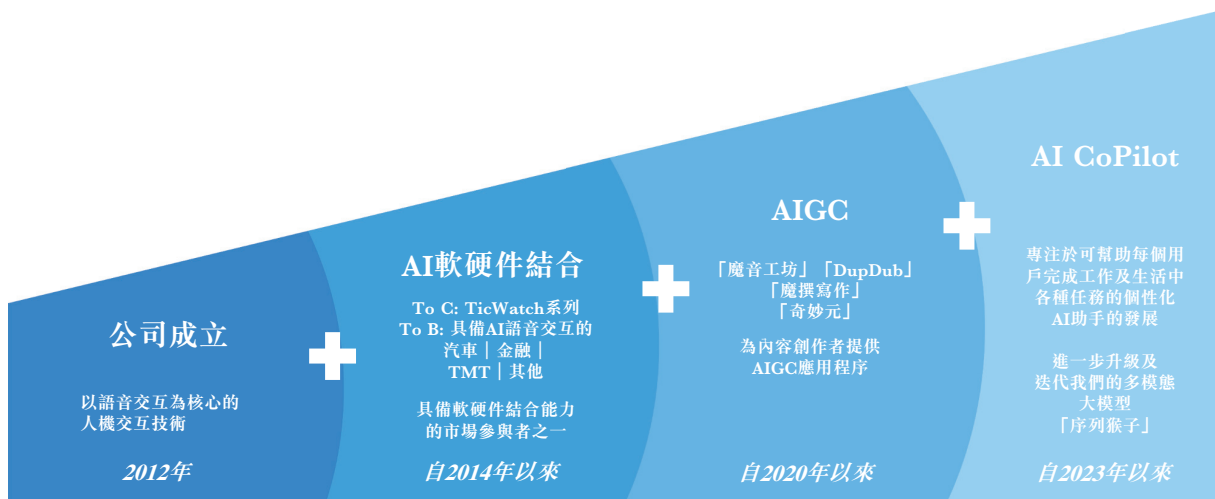 公司成立
以語音交互為核心的
人機交互技術
2012年
AI軟硬件結合
To C: TicWatch系列
To B: 具備AI語音交互的
汽車｜金融｜
TMT｜其他
具備軟硬件結合能力
的市場參與者之一
自2014年以來
AIGC
「魔音工坊」「DupDub」
「魔撰寫作」
「奇妙元」
為內容創作者提供
AIGC應用程序
自2020年以來
AI CoPilot
專注於可幫助每個用
戶完成工作及生活中
各種任務的個性化
AI助手的發展
進一步升級及
迭代我們的多模態
大模型
「序列猴子」
自2023年以來